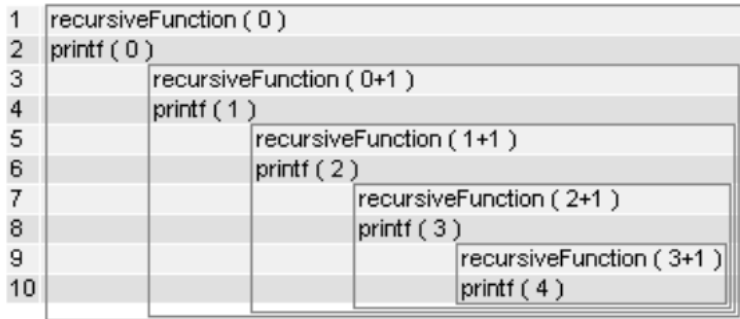 1 recursiveFunction ( 0 )
2 printf ( 0 )
3 recursiveFunction ( 0+1 )
4 printf ( 1 )
5 recursiveFunction ( 1+1 )
6 printf ( 2 )
7 recursiveFunction ( 2+1 )
8 printf ( 3 )
9 recursiveFunction ( 3+1 )
10 printf ( 4 )